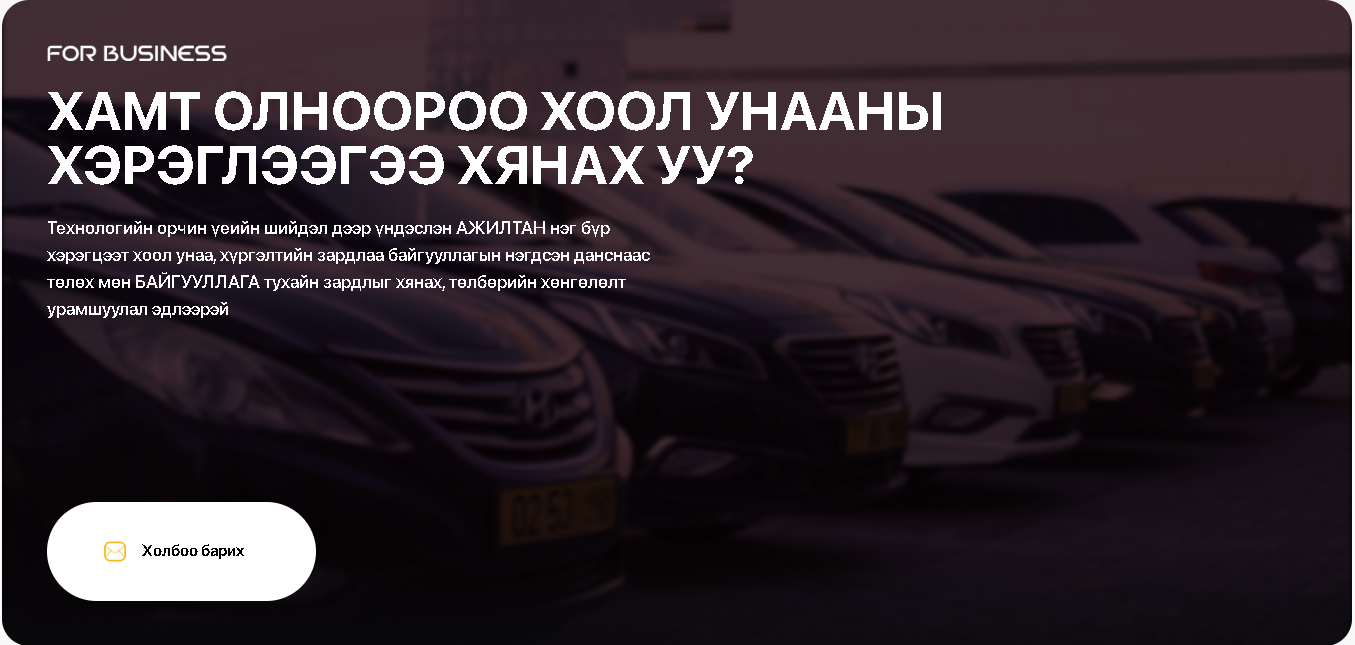 FOR BUSINESS
ХАМТ ОЛНООРОО ХООЛ УНААНЫ
ХЭРЭГЛЭЭГЭЭ ХЯНАХ УУ?
Технологийн орчин үеийн шийдэл дээр үндэслэн АЖИЛТАН нэг бүр
хэрэгцээт хоол унаа, хүргэлтийн зардлаа байгууллагын нэгдсэн данснаас
төлөх мөн БАЙГУУЛЛАГА тухайн зардлыг хянах, төлбөрийн хөнгөлөлт
урамшуулал эдлээрэй
Холбоо барих